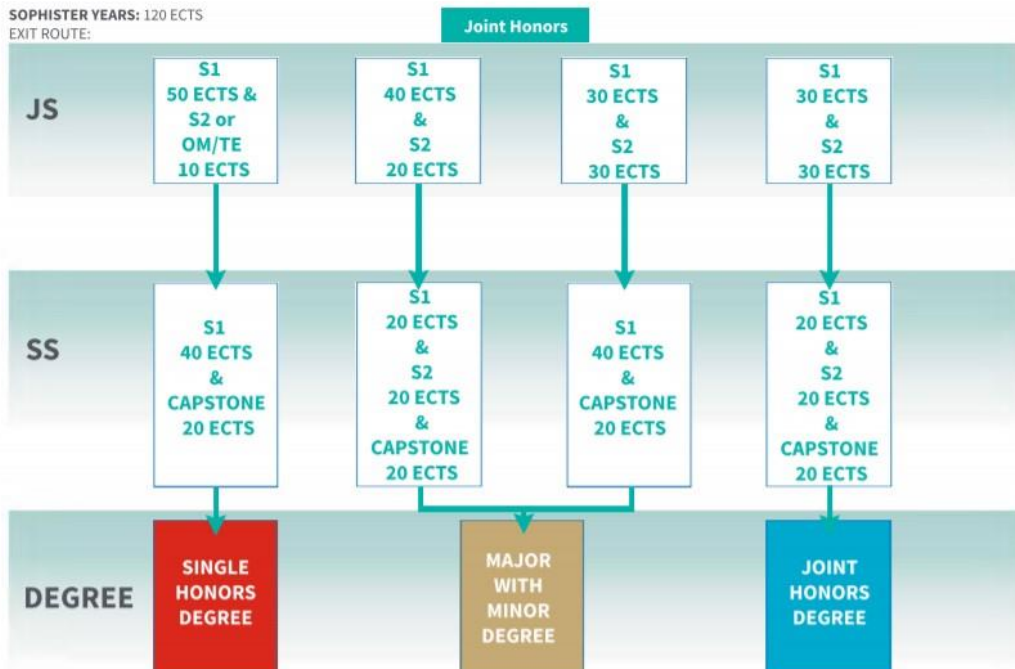 SOPHISTER YEARS: 120 ECTS
EXIT ROUTE:
Joint Honors
JS
S1
50 ECTS &
S2 or
OM/TE
10 ECTS
S1
40 ECTS
&
S2
20 ECTS
S1
30 ECTS
&
S2
30 ECTS
S1
30 ECTS
&
S2
30 ECTS
SS
S1
40 ECTS
&
CAPSTONE
20 ECTS
S1
20 ECTS
&
S2
20 ECTS
&
CAPSTONE
20 ECTS
S1
40 ECTS
&
CAPSTONE
20 ECTS
S1
20 ECTS
&
S2
20 ECTS
&
CAPSTONE
20 ECTS
DEGREE
SINGLE
HONORS
DEGREE
MAJOR
WITH
MINOR
DEGREE
JOINT
HONORS
DEGREE